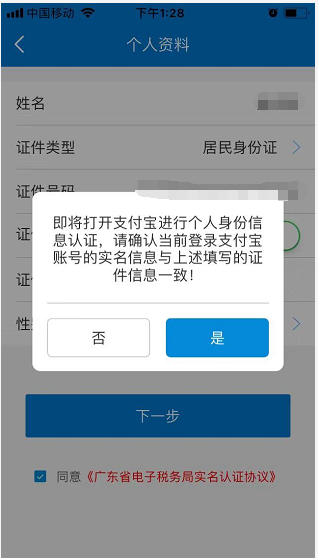 中国移动 下午1:28
个人资料
姓名
证件类型 居民身份证
证件号码
即将打开支付宝进行个人身份信
息认证，请确认当前登录支付宝
账号的实名信息与上述填写的证
件信息一致！
证
证
性
否 是
下一步
同意《广东省电子税务局实名认证协议》